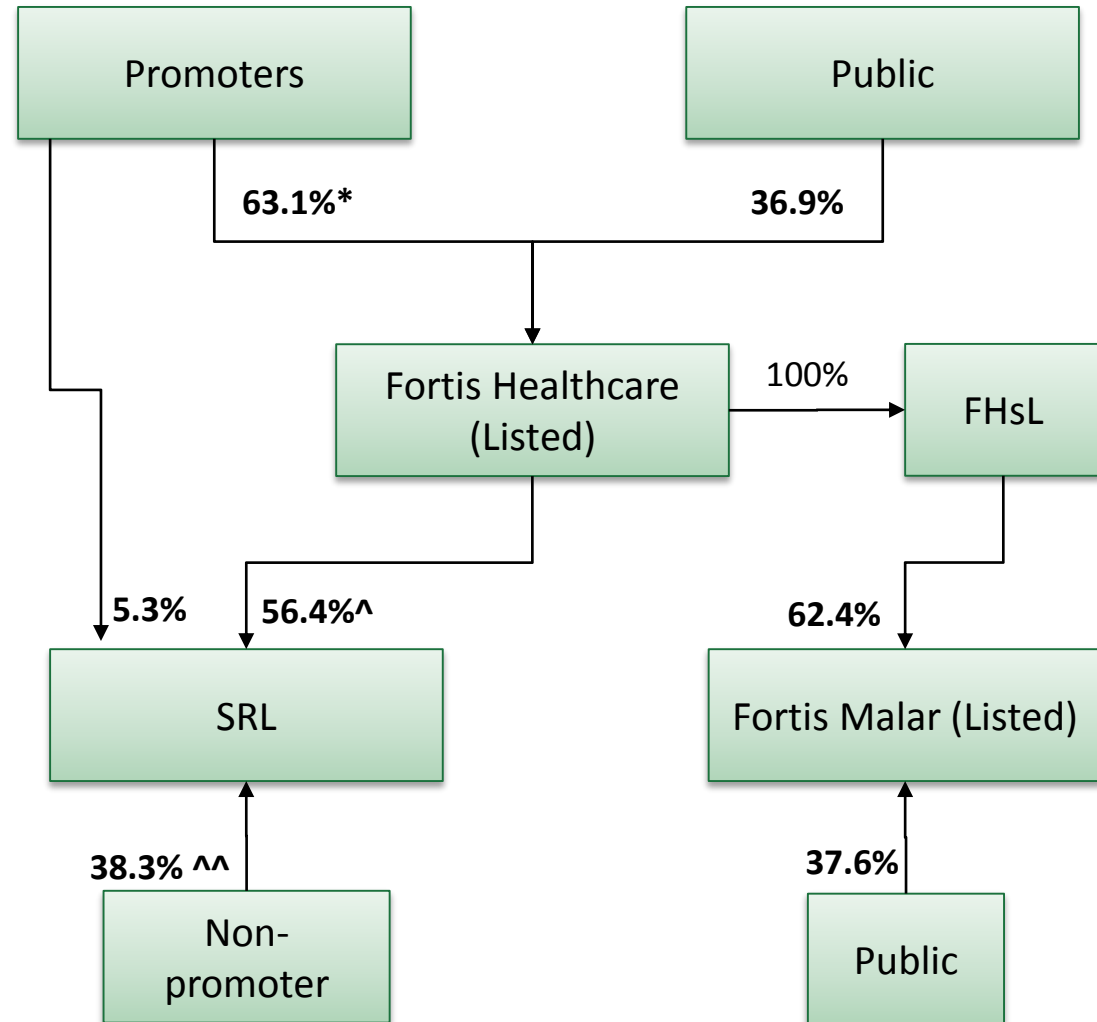 Promoters
Public
63.1%*
36.9%
Fortis Healthcare
(Listed)
100%
FHsL
5.3%
56.4%^
62.4%
SRL
Fortis Malar (Listed)
38.3% ^^
37.6%
Non-
promoter
Public